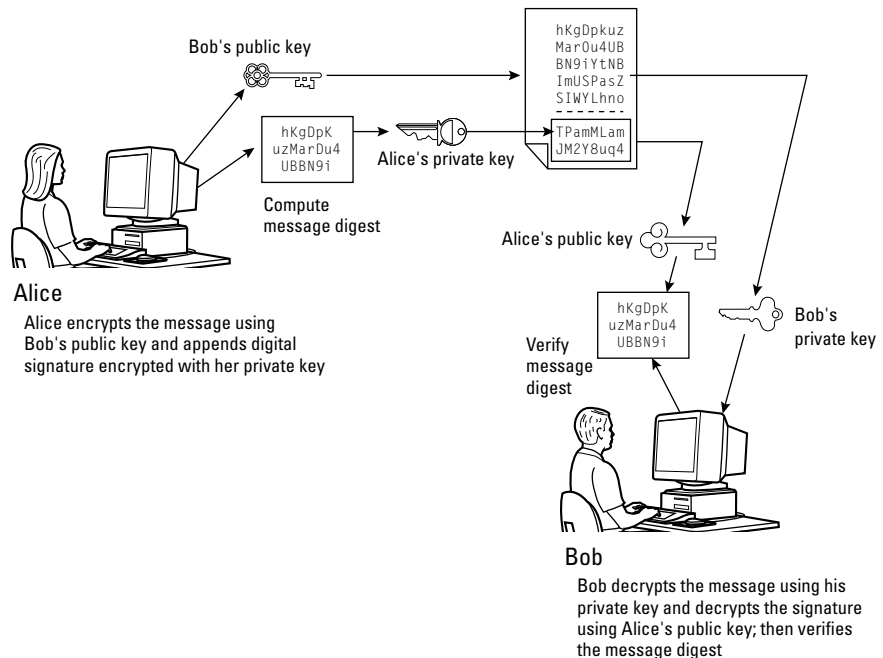 Bob's public key
hKgDpkuz
MarOu4UB
BN9iYtNB
ImUSPasZ
SIWYLhno
--------
TPamMLam
JM2Y8uq4
hKgDpK
uzMarDu4
UBBN9i
Alice's private key
Compute
message digest
Alice
Alice encrypts the message using
Bob's public key and appends digital
signature encrypted with her private key
Alice's public key
hKgDpK
uzMarDu4
UBBN9i
Verify
message
digest
Bob's
private key
Bob
Bob decrypts the message using his
private key and decrypts the signature
using Alice's public key; then verifies
the message digest